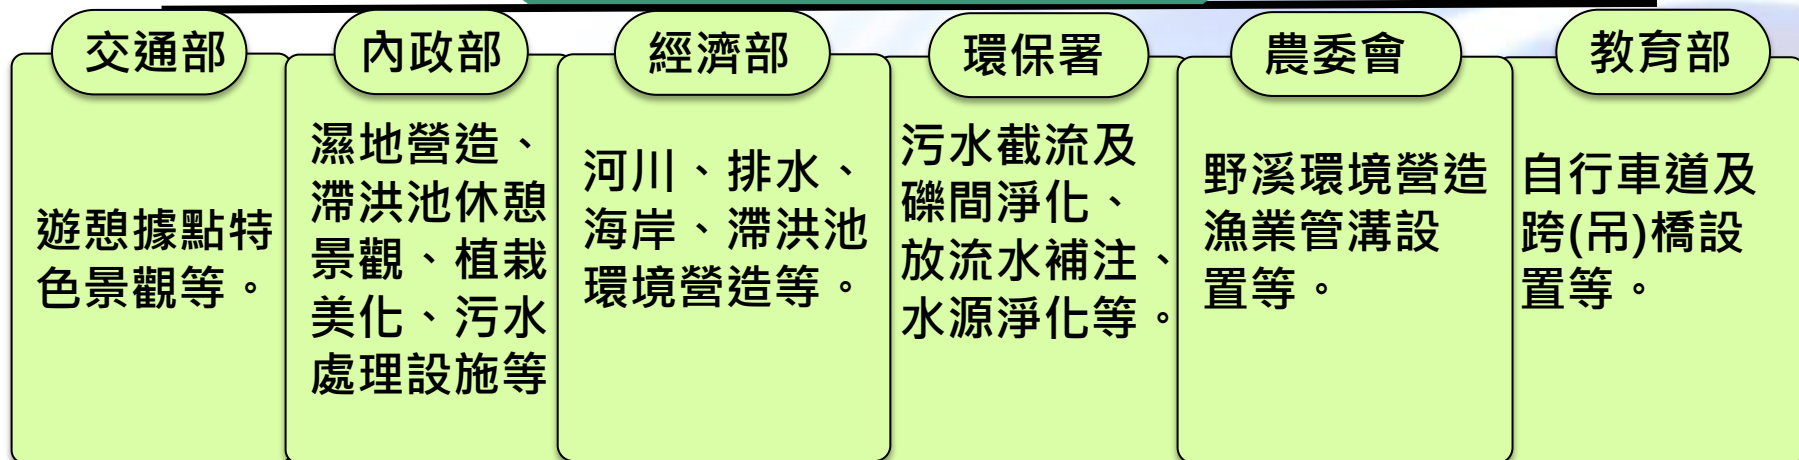 交通部
遊憩據點特
色景觀等。
內政部
濕地營造、
滯洪池休憩
景觀、植栽
美化、污水
處理設施等
經濟部
河川、排水、
海岸、滯洪池
環境營造等。
環保署
污水截流及
礫間淨化、
放流水補注、
水源淨化等。
農委會
野溪環境營造
漁業管溝設
置等。
教育部
自行車道及
跨(吊)橋設
置等。